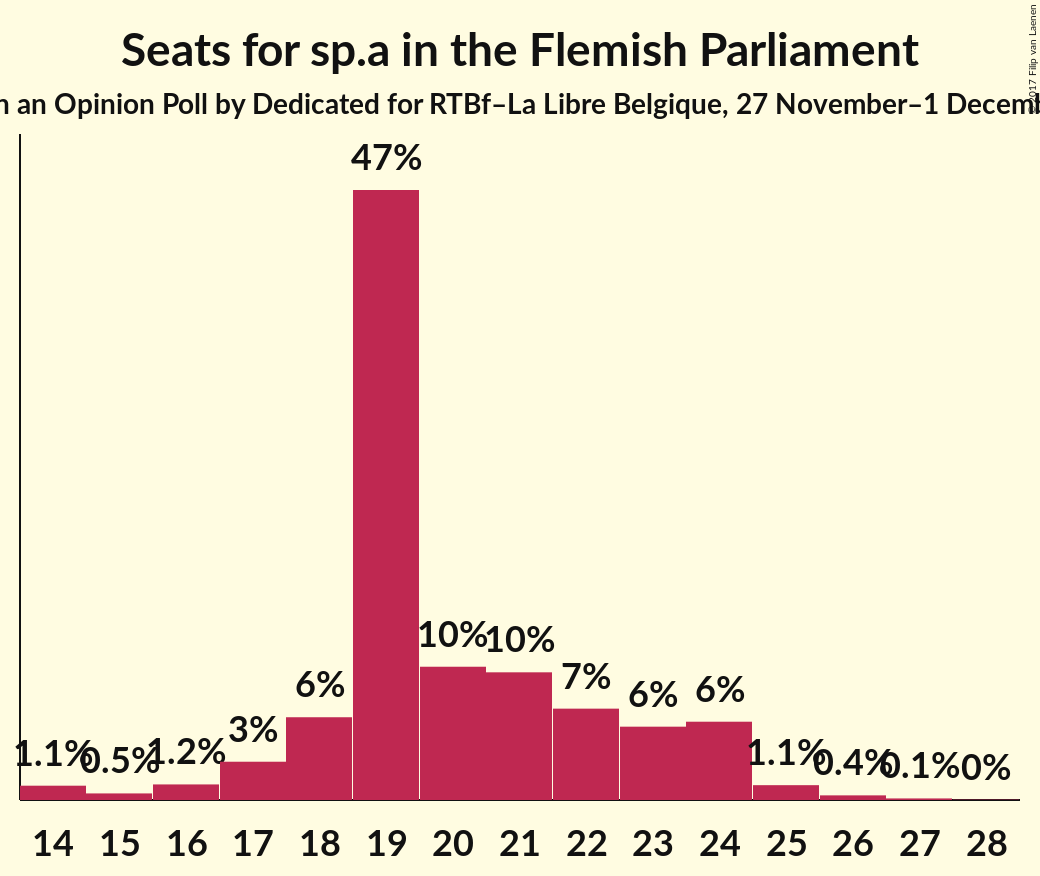 Seats for sp.a in the Flemish Parliament
an Opinion Poll by Dedicated for RTBf–La Libre Belgique, 27 November–1
© 2017 Filip van Laenen
47%
10% 10%
6% 3% 7% 6% 6%
1.1% 0.5% 1.2% 1.1% 0.4% 0.1% 0%
14 15 16 17 18 19 20 21 22 23 24 25 26 27 28